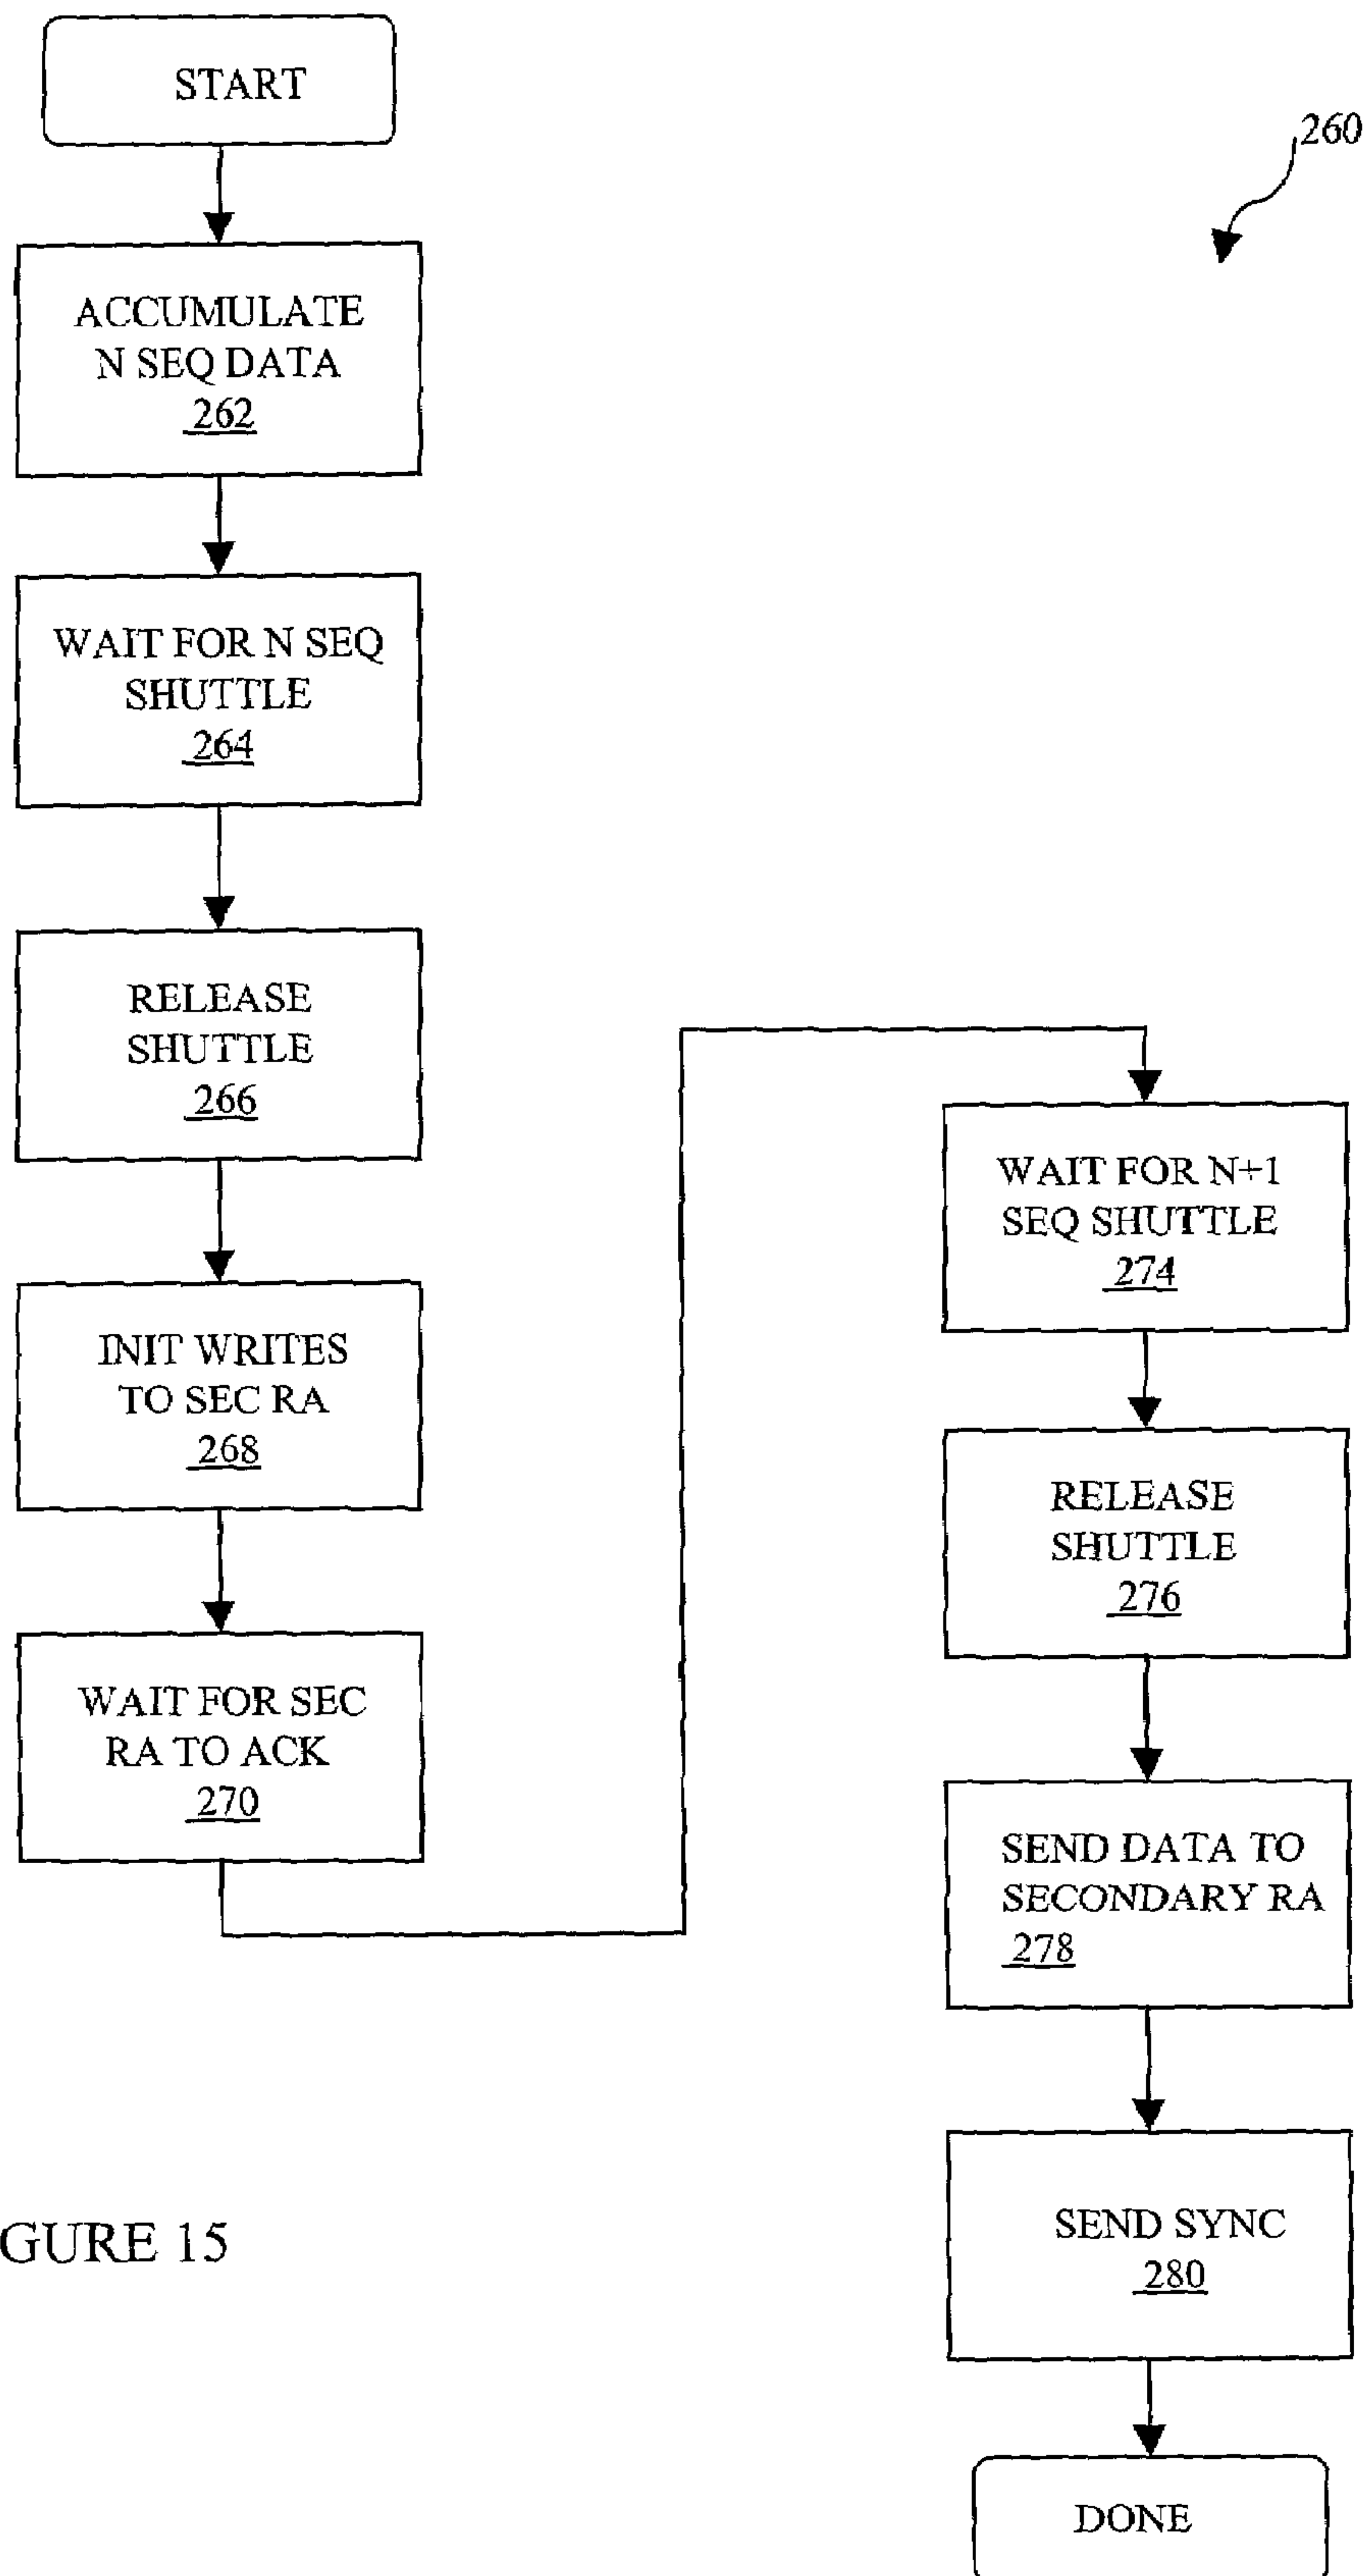 START
260
ACCUMULATE
N SEQ DATA
262
WAIT FOR N SEQ
SHUTTLE
264
RELEASE
SHUTTLE
266
INIT WRITES
TO SEC RA
268
WAIT FOR SEC
RA TO ACK
270
WAIT FOR N+1
SEQ SHUTTLE
274
RELEASE
SHUTTLE
276
SEND DATA TO
SECONDARY RA
278
SEND SYNC
280
DONE
GURE 15